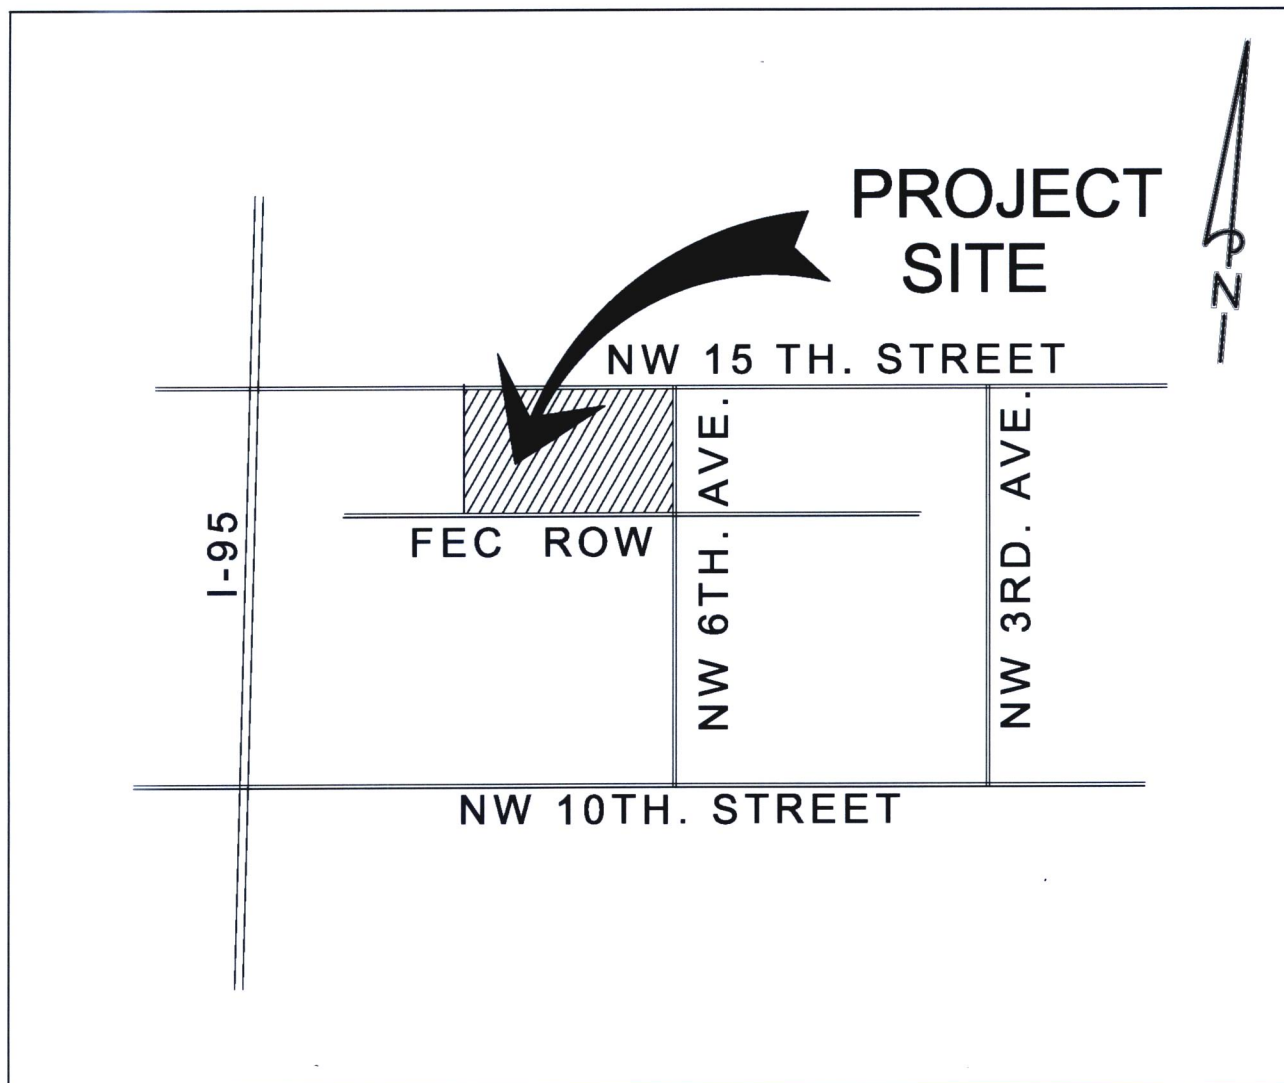 PROJECT
SITE
N
NW 15 TH. STREET
FEC ROW
I-95
NW 6TH. AVE.
NW 3RD. AVE.
NW 10TH. STREET